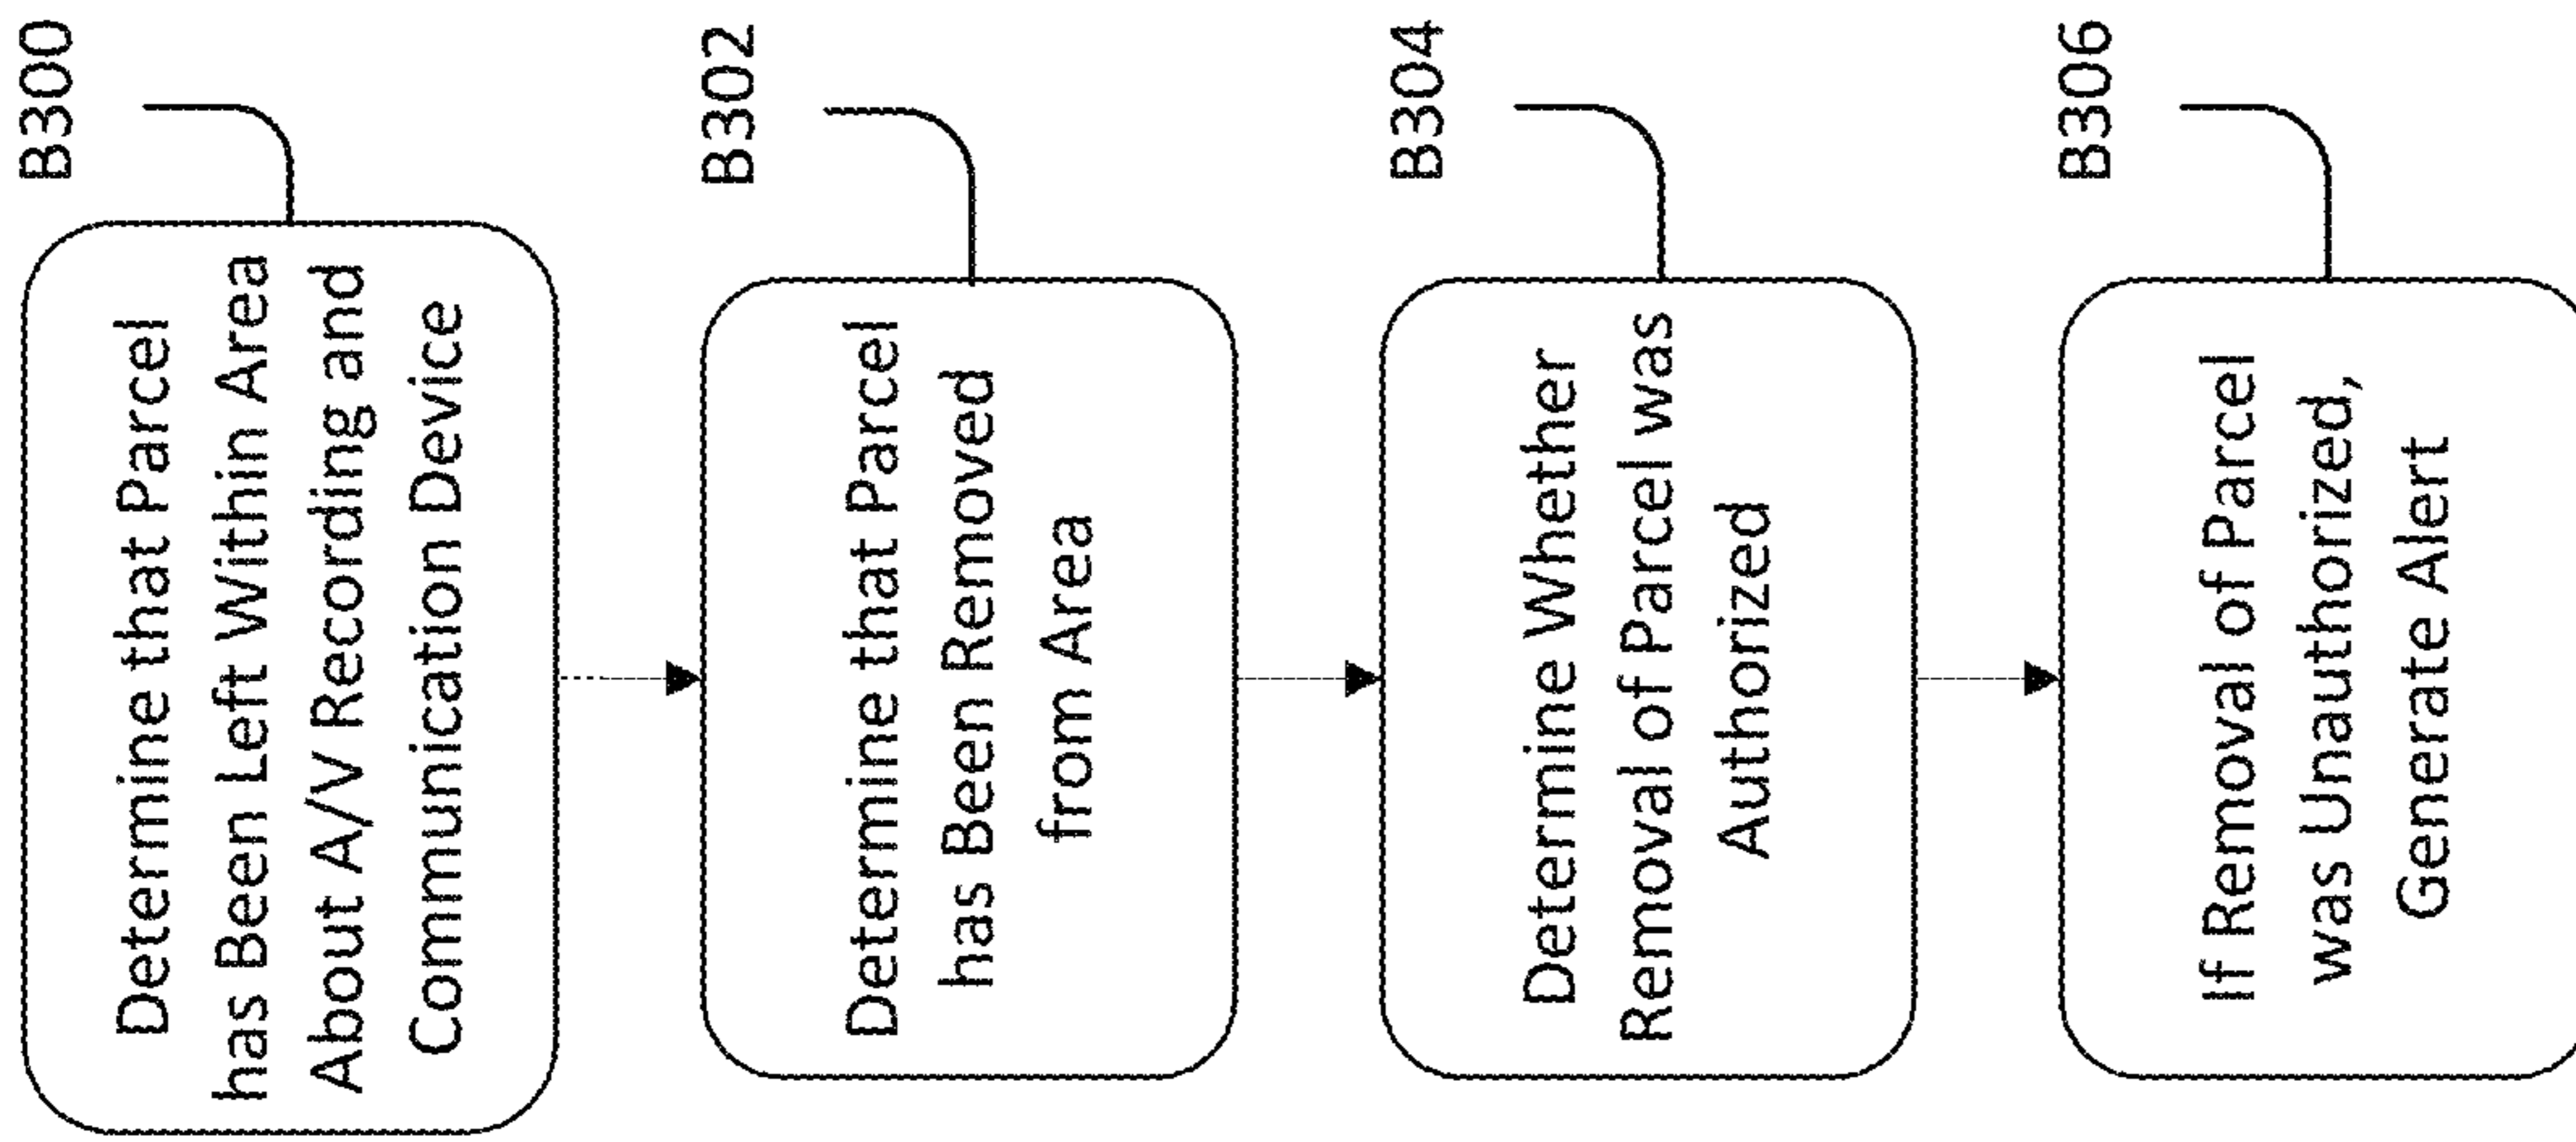 Determine that Parcel
has Been Left Within Area
About A/V Recording and
Communication Device
B300
Determine that Parcel
has Been Removed
from Area
B302
Determine Whether
Removal of Parcel was
Authorized
B304
If Removal of Parcel
was Unauthorized,
Generate Alert
B306